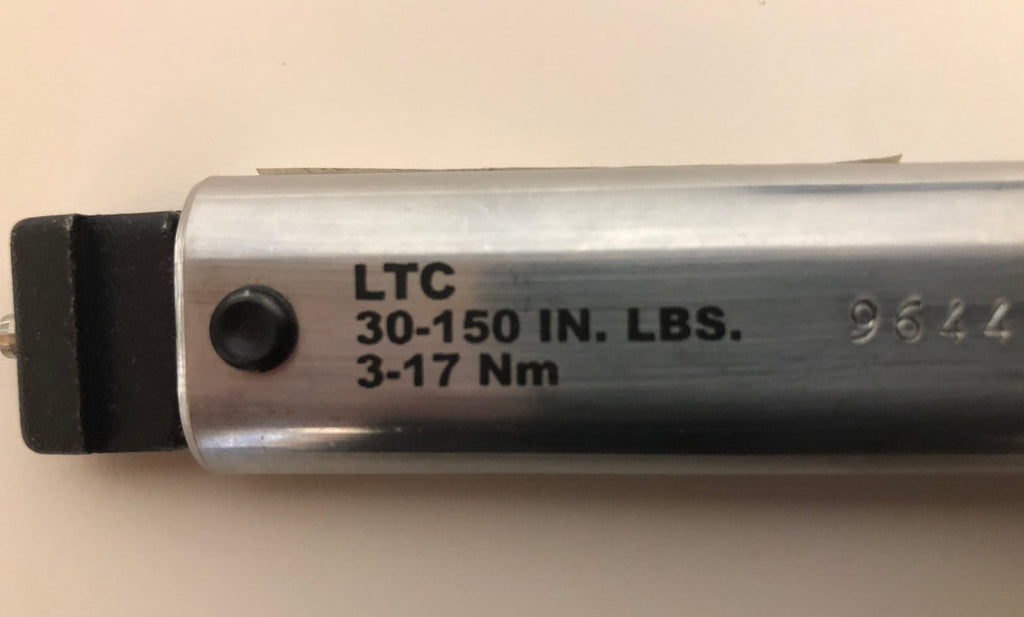 LTC
30-150 IN. LBS.
3-17 Nm
9644